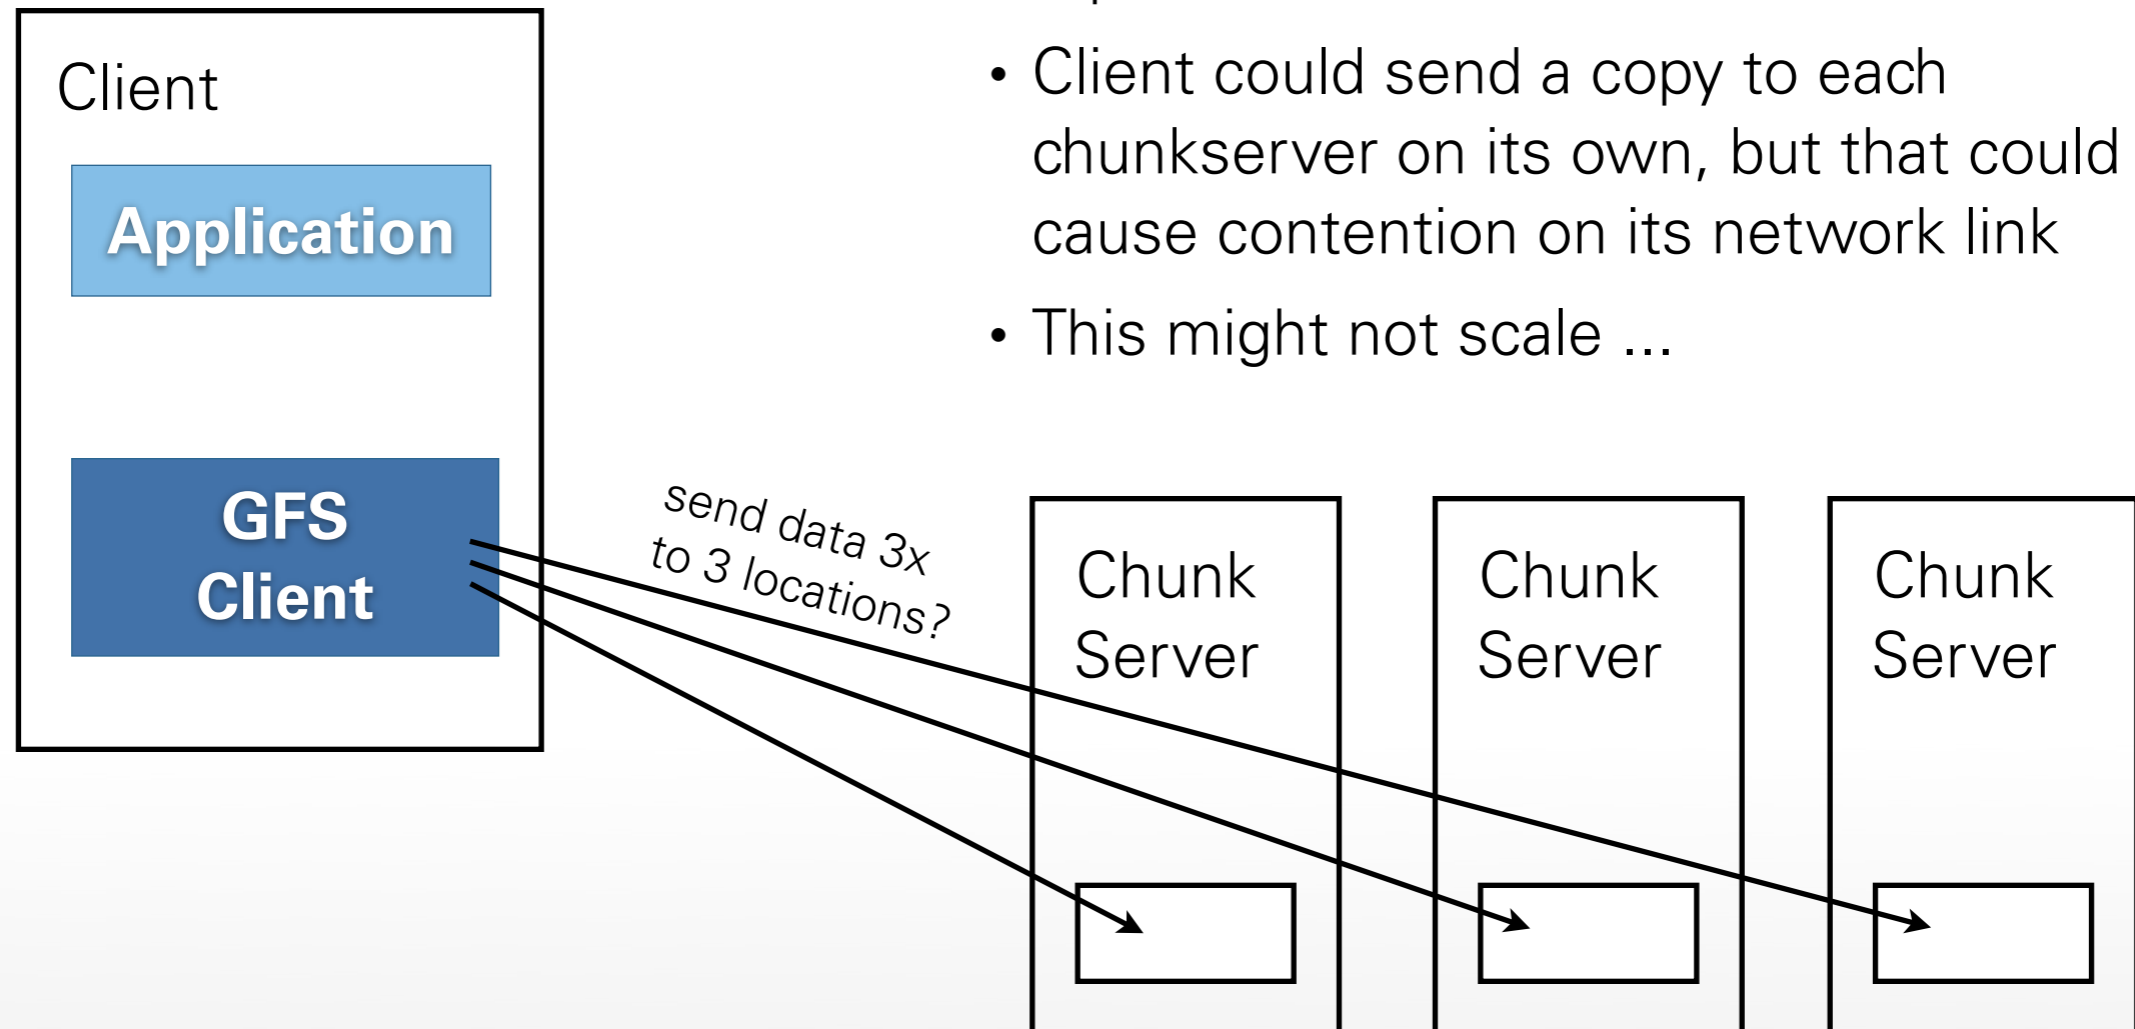 Client
Application
GFS
Client
• Client could send a copy to each
chunkserver on its own, but that could
cause contention on its network link
• This might not scale ...
send data 3x
to 3 locations?
Chunk
Server
Chunk
Server
Chunk
Server